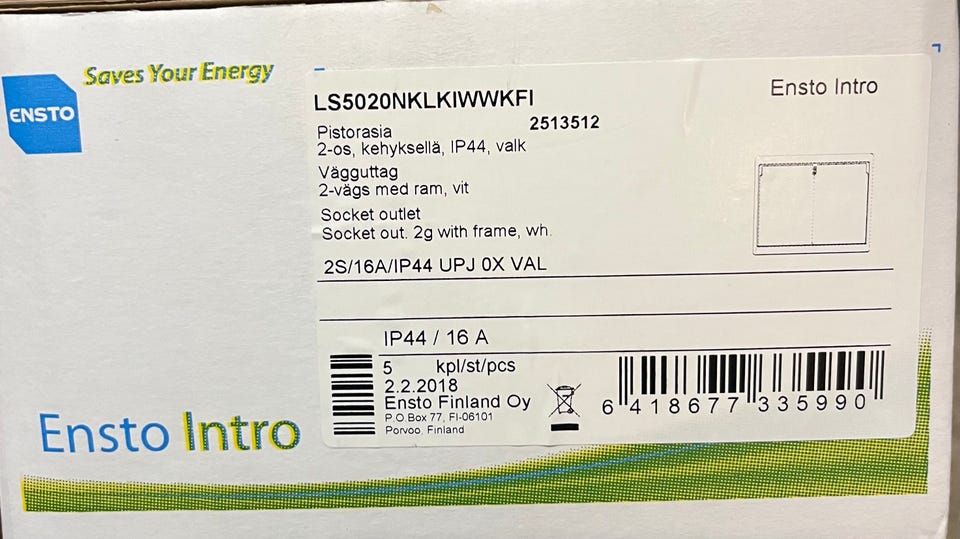 Saves Your Energy
ENSTO
LS5020NKLKIWWKFI
Ensto Intro
2513512
Pistorasia
2-os, kehyksellä, IP44, valk
Vägguttag
2-vägs med ram, vit
Socket outlet
Socket out. 2g with frame, wh.
2S/16A/IP44 UPJ 0X VAL
IP44 / 16 A
5 kpl/st/pcs
2.2.2018
Ensto Finland Oy
P.O.Box 77, FI-06101
Porvoo, Finland
6 418677 335990
Ensto Intro